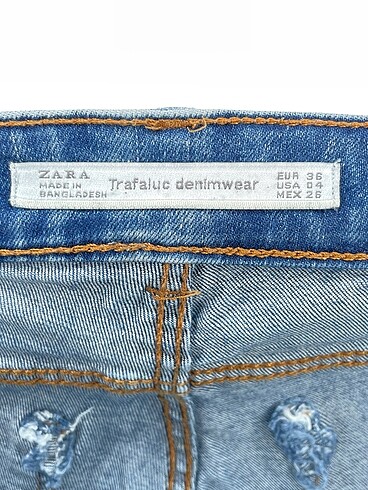 ZARA
MADE IN
BANGLADESH
Trafaluc denimwear
EUR 36
USA 04
MEX 26